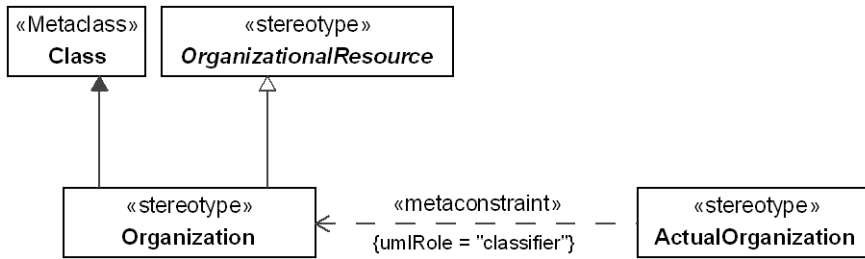 «Metaclass»
Class
«stereotype»
OrganizationalResource
«stereotype»
Organization
«metaconstraint»
{umlRole = "classifier"}
«stereotype»
ActualOrganization